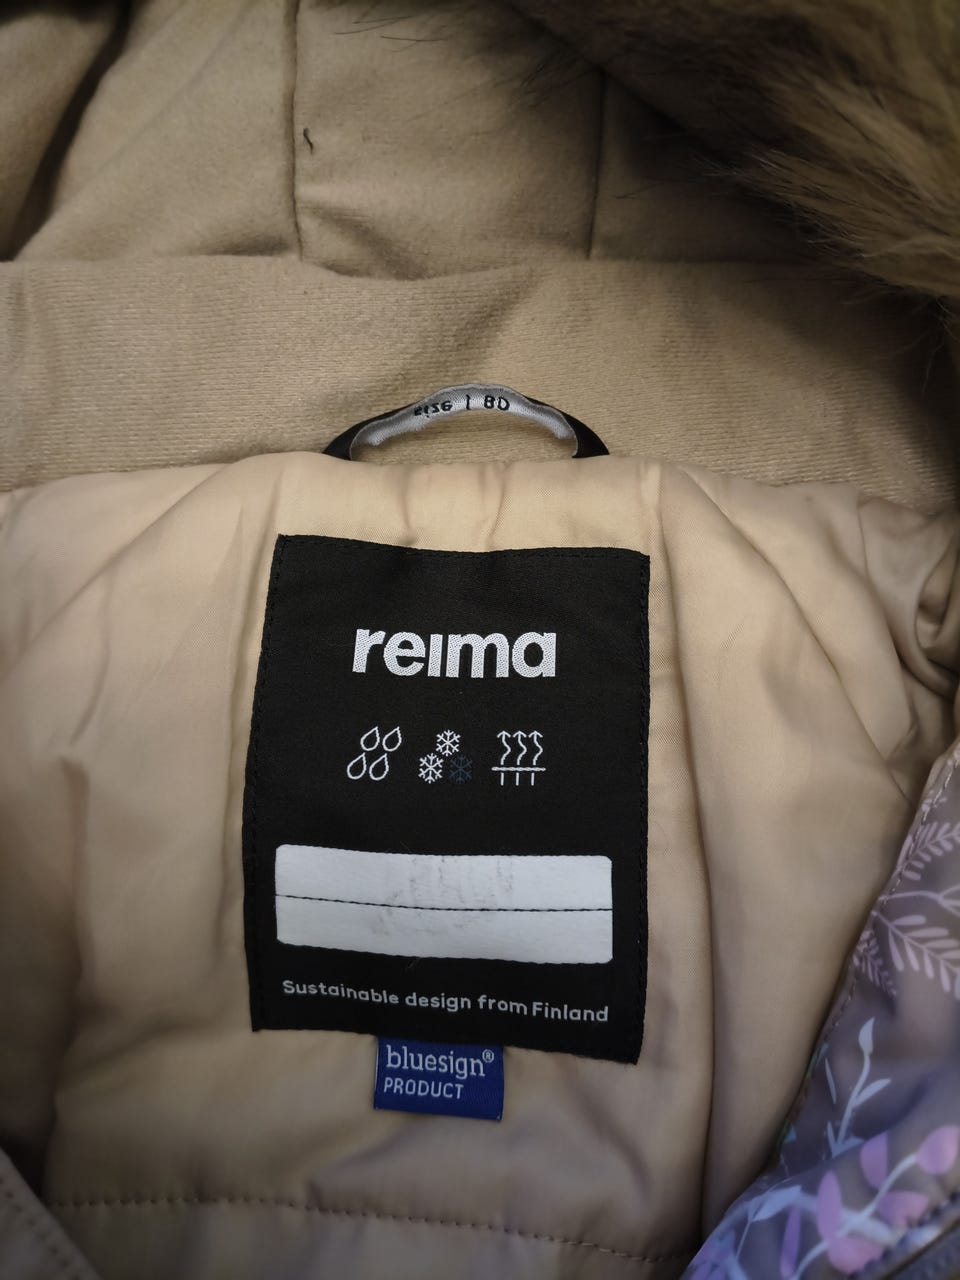 size | 80
reima
Sustainable design from Finland
bluesign®
PRODUCT